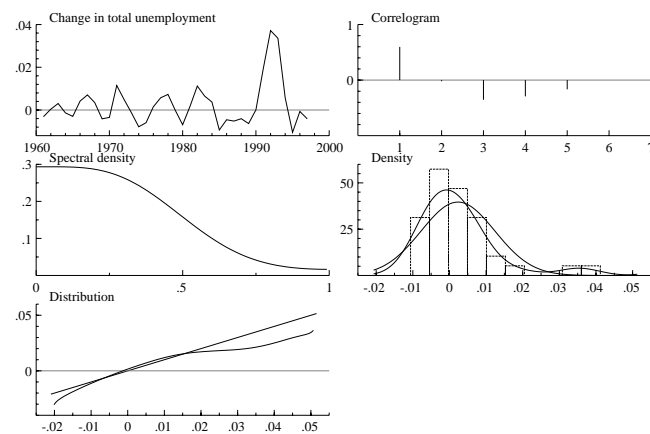 Change in total unemployment
.04
.02
0
1960 1970 1980 1990 2000
Correlogram
1
0
1 2 3 4 5 6 7
Spectral density
.3
.2
.1
0 .5 1
Density
50
25
-.02 -.01 0 .01 .02 .03 .04 .05
Distribution
.05
0
-.02 -.01 0 .01 .02 .03 .04 .05